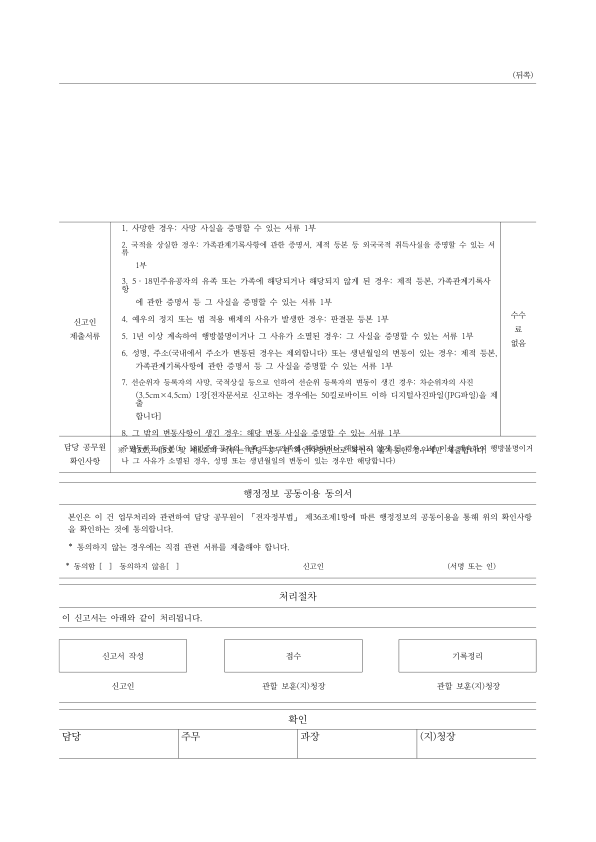 (뒤쪽)
신고인
제출서류
1. 사망한 경우: 사망 사실을 증명할 수 있는 서류 1부
2. 국적을 상실한 경우: 가족관계기록사항에 관한 증명서, 제적 등본 등 외국국적 취득사실을 증명할 수 있는 서
류
1부
3. 5ㆍ18민주유공자의 유족 또는 가족에 해당되거나 해당되지 않게 된 경우: 제적 등본, 가족관계기록사
항
에 관한 증명서 등 그 사실을 증명할 수 있는 서류 1부
4. 예우의 정지 또는 법 적용 배제의 사유가 발생한 경우: 판결문 등본 1부
5. 1년 이상 계속하여 행방불명이거나 그 사유가 소멸된 경우: 그 사실을 증명할 수 있는 서류 1부
6. 성명, 주소(국내에서 주소가 변동된 경우는 제외합니다) 또는 생년월일의 변동이 있는 경우: 제적 등본,
가족관계기록사항에 관한 증명서 등 그 사실을 증명할 수 있는 서류 1부
7. 선순위자 등록자의 사망, 국적상실 등으로 인하여 선순위 등록자의 변동이 생긴 경우: 차순위자의 사진
(3.5cm×4.5cm) 1장[전자문서로 신고하는 경우에는 50킬로바이트 이하 디지털사진파일(JPG파일)을 제
출
합니다]
8. 그 밖의 변동사항이 생긴 경우: 해당 변동 사실을 증명할 수 있는 서류 1부
수수
료
없음
담당 공무원
확인사항
나 그 사유가 소멸된 경우, 성명 또는 생년월일의 변동이 있는 경우만 해당합니다)
행정정보 공동이용 동의서
본인은 이 건 업무처리와 관련하여 담당 공무원이 「전자정부법」 제36조제1항에 따른 행정정보의 공동이용을 통해 위의 확인사항
을 확인하는 것에 동의합니다.
* 동의하지 않는 경우에는 직접 관련 서류를 제출해야 합니다.
* 동의함 [ ] 동의하지 않음[ ] 신고인 (서명 또는 인)
처리절차
이 신고서는 아래와 같이 처리됩니다.
신고서 작성 접수 기록정리
신고인 관할 보훈(지)청장 관할 보훈(지)청장
확인
담당 주무 과장 (지)청장